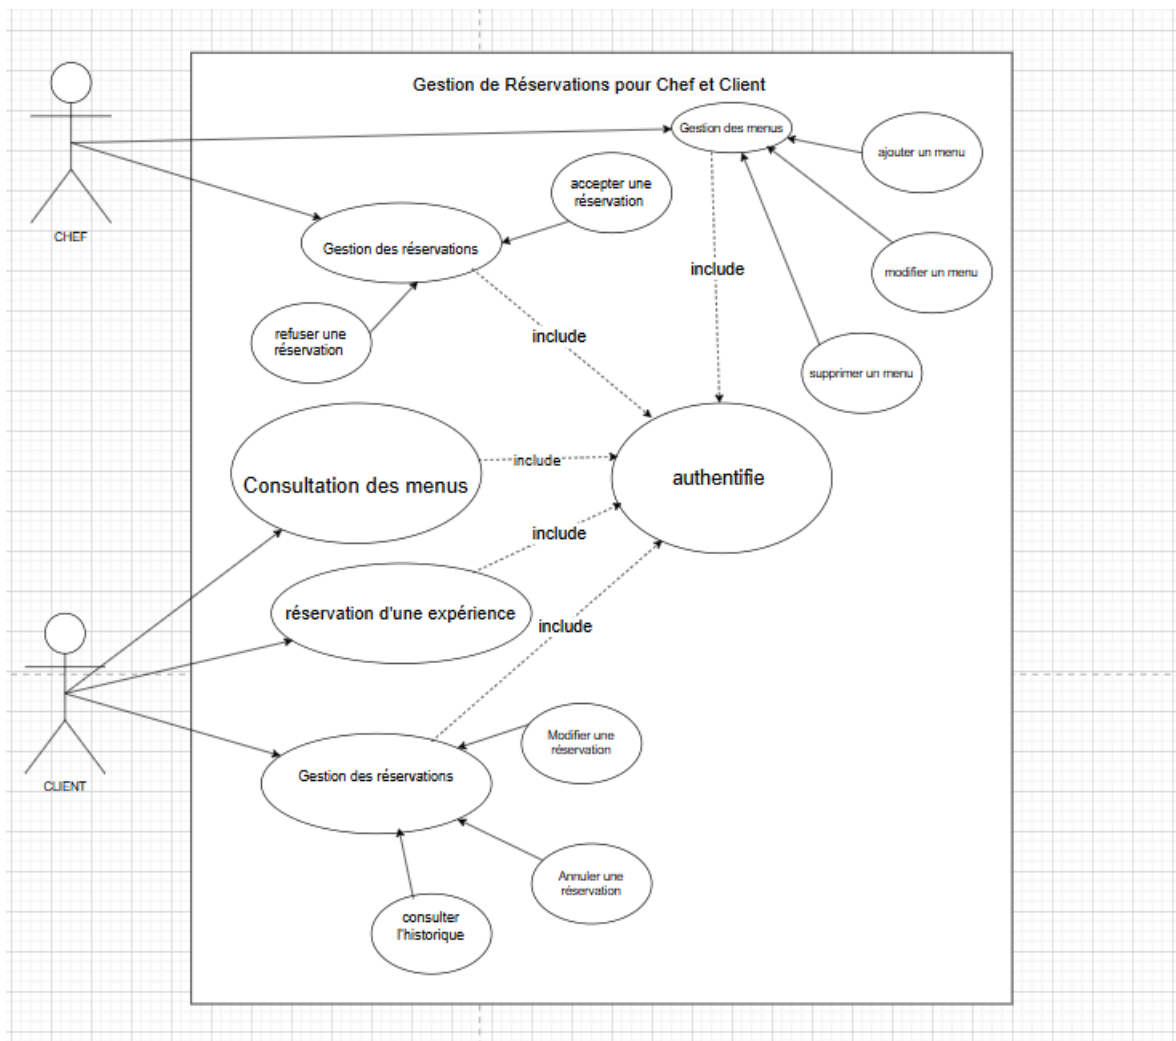 Gestion de Réservations pour Chef et Client
Gestion des menus
ajouter un menu
accepter une
réservation
CHEF
Gestion des réservations
include
modifier un menu
refuser une
réservation
include
supprimer un menu
Consultation des menus
include
authentifie
include
réservation d'une expérience
include
CLIENT
Gestion des réservations
Modifier une
réservation
Annuler une
réservation
consulter
l'historique